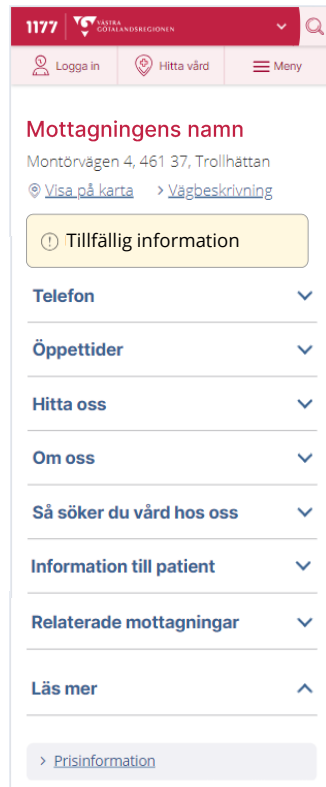 1177 VÄSTRA
GÖTALANDSREGIONEN
Logga in Hitta vård Meny
Mottagningens namn
Montörvägen 4, 461 37, Trollhättan
Visa på karta > Vägbeskrivning
Tillfällig information
Telefon
Öppettider
Hitta oss
Om oss
Så söker du vård hos oss
Information till patient
Relaterade mottagningar
Läs mer
> Prisinformation